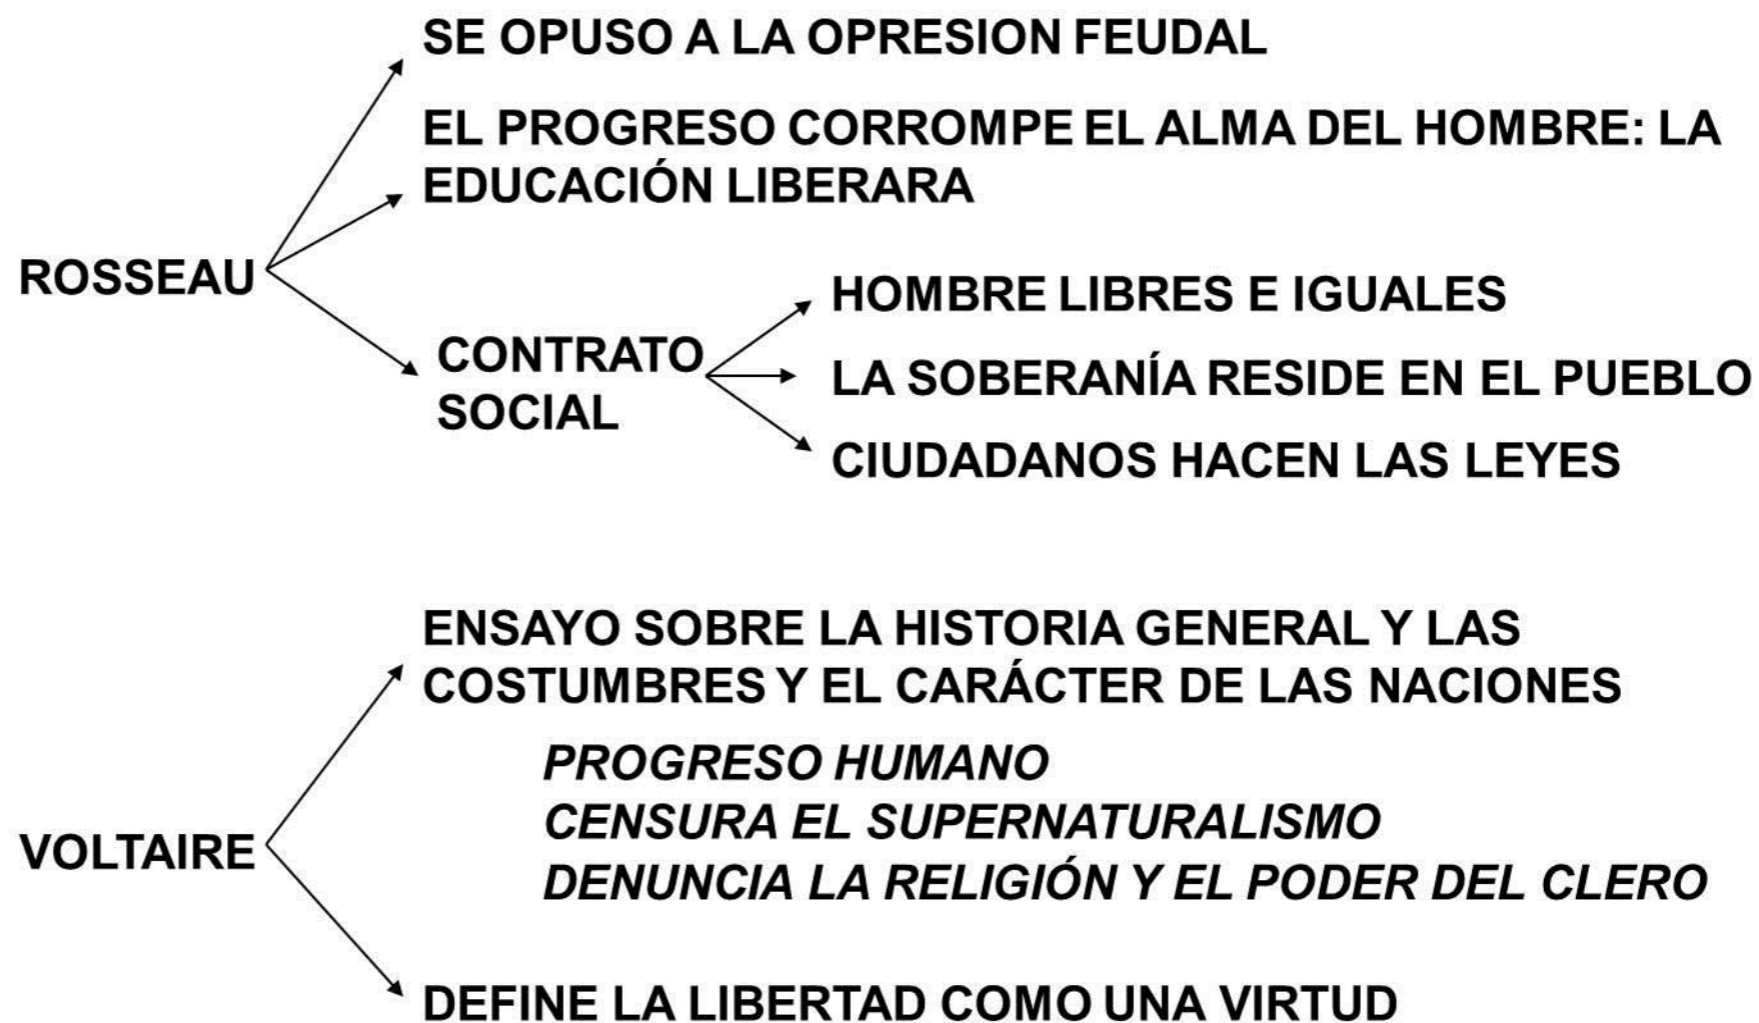 SE OPUSO A LA OPRESION FEUDAL
EL PROGRESO CORROMPE EL ALMA DEL HOMBRE: LA
EDUCACIÓN LIBERARA
ROSSEAU
HOMBRE LIBRES E IGUALES
CONTRATO
SOCIAL
LA SOBERANÍA RESIDE EN EL PUEBLO
CIUDADANOS HACEN LAS LEYES
ENSAYO SOBRE LA HISTORIA GENERAL Y LAS
COSTUMBRES Y EL CARÁCTER DE LAS NACIONES
PROGRESO HUMANO
CENSURA EL SUPERNATURALISMO
DENUNCIA LA RELIGIÓN Y EL PODER DEL CLERO
VOLTAIRE
DEFINE LA LIBERTAD COMO UNA VIRTUD